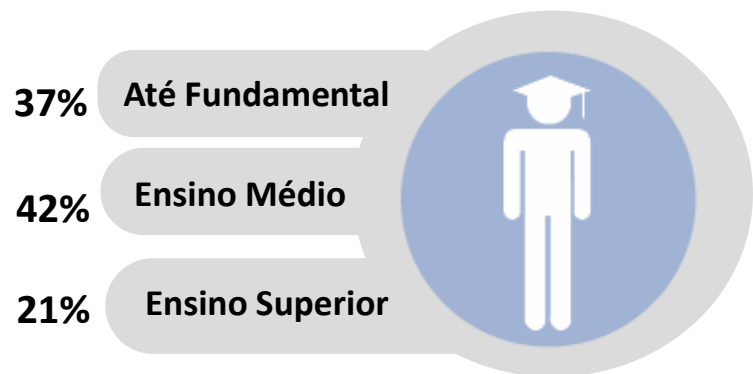 37% Até Fundamental
42% Ensino Médio
21% Ensino Superior